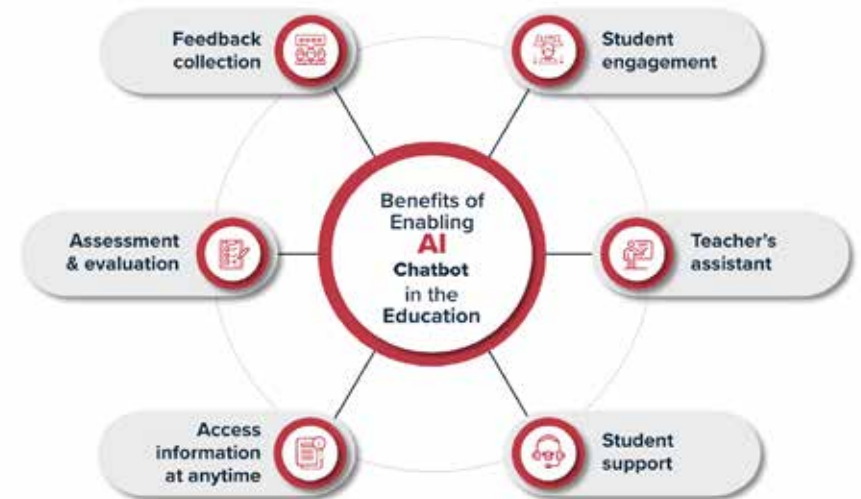 Feedback
collection
Student
engagement
Benefits of
Enabling
AI
Chatbot
in the
Education
Assessment
& evaluation
Teacher's
assistant
Access
information
at anytime
Student
support